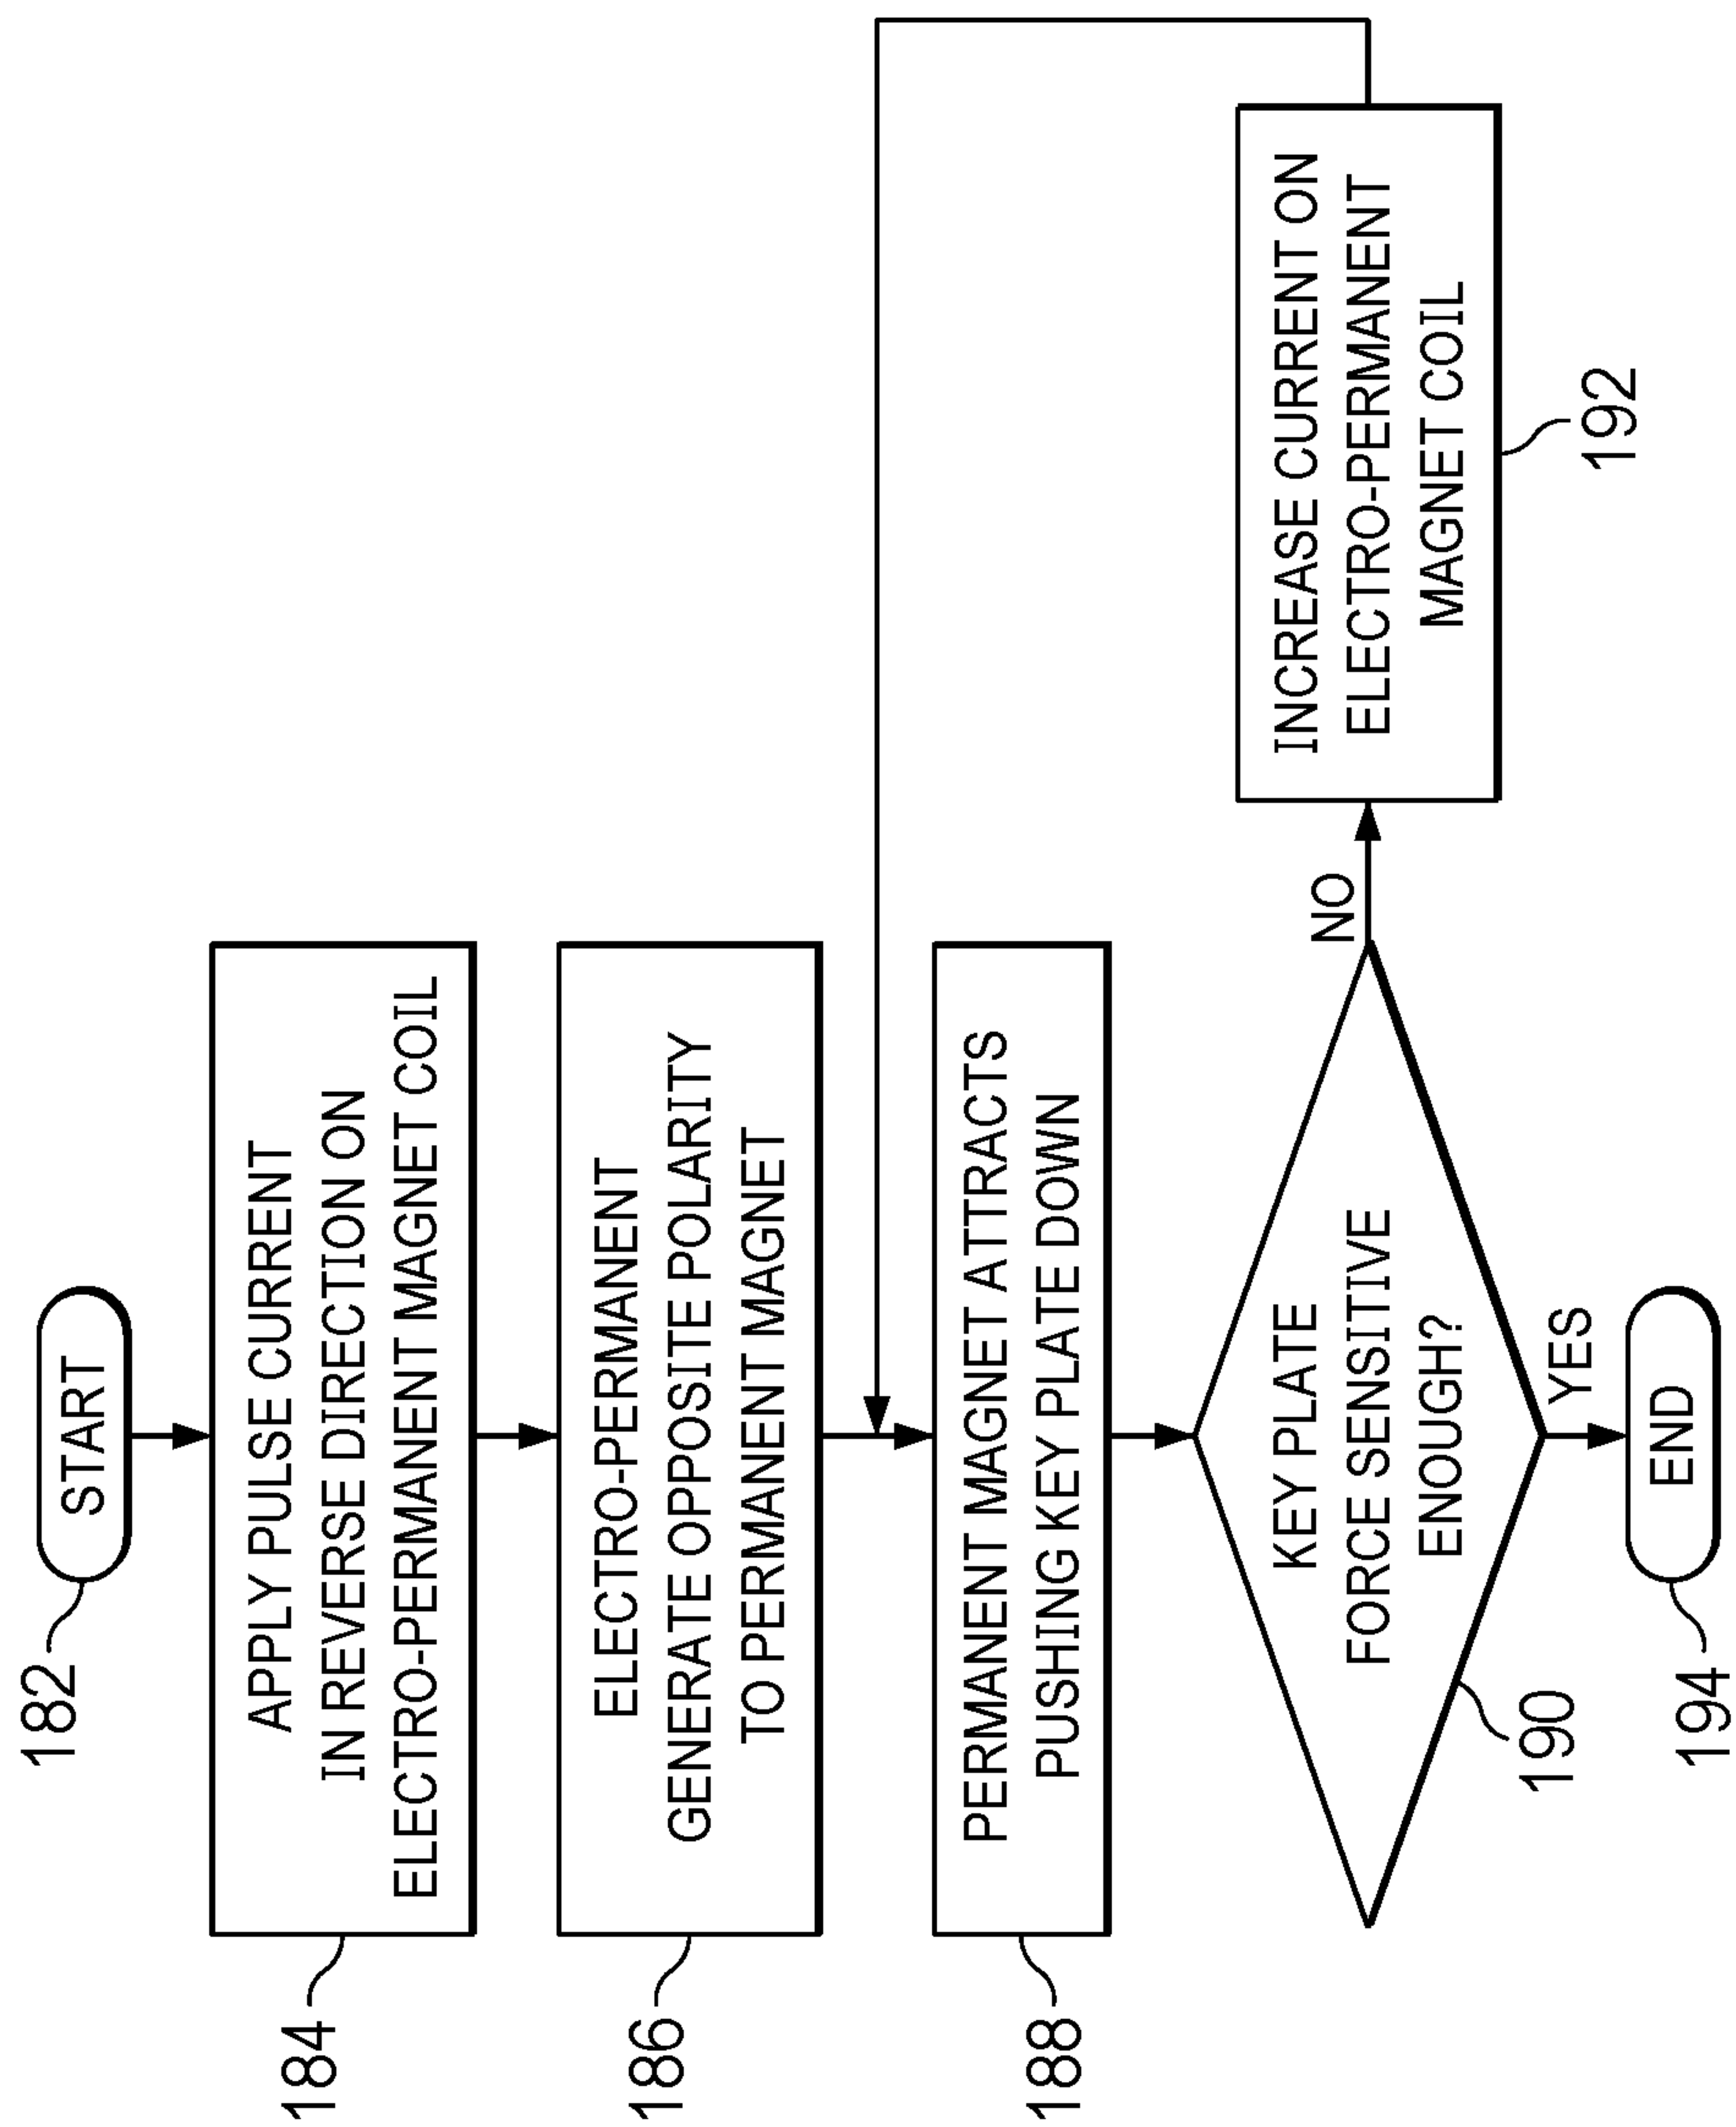 182
START
184
APPLY PULSE CURRENT
IN REVERSE DIRECTION ON
ELECTRO-PERMANENT MAGNET COIL
186
ELECTRO-PERMANENT
GENERATE OPPOSITE POLARITY
TO PERMANENT MAGNET
188
PERMANENT MAGNET ATTRACTS
PUSHING KEY PLATE DOWN
KEY PLATE
FORCE SENSITIVE
ENOUGH?
190
NO
INCREASE CURRENT ON
ELECTRO-PERMANENT
MAGNET COIL
192
YES
194
END